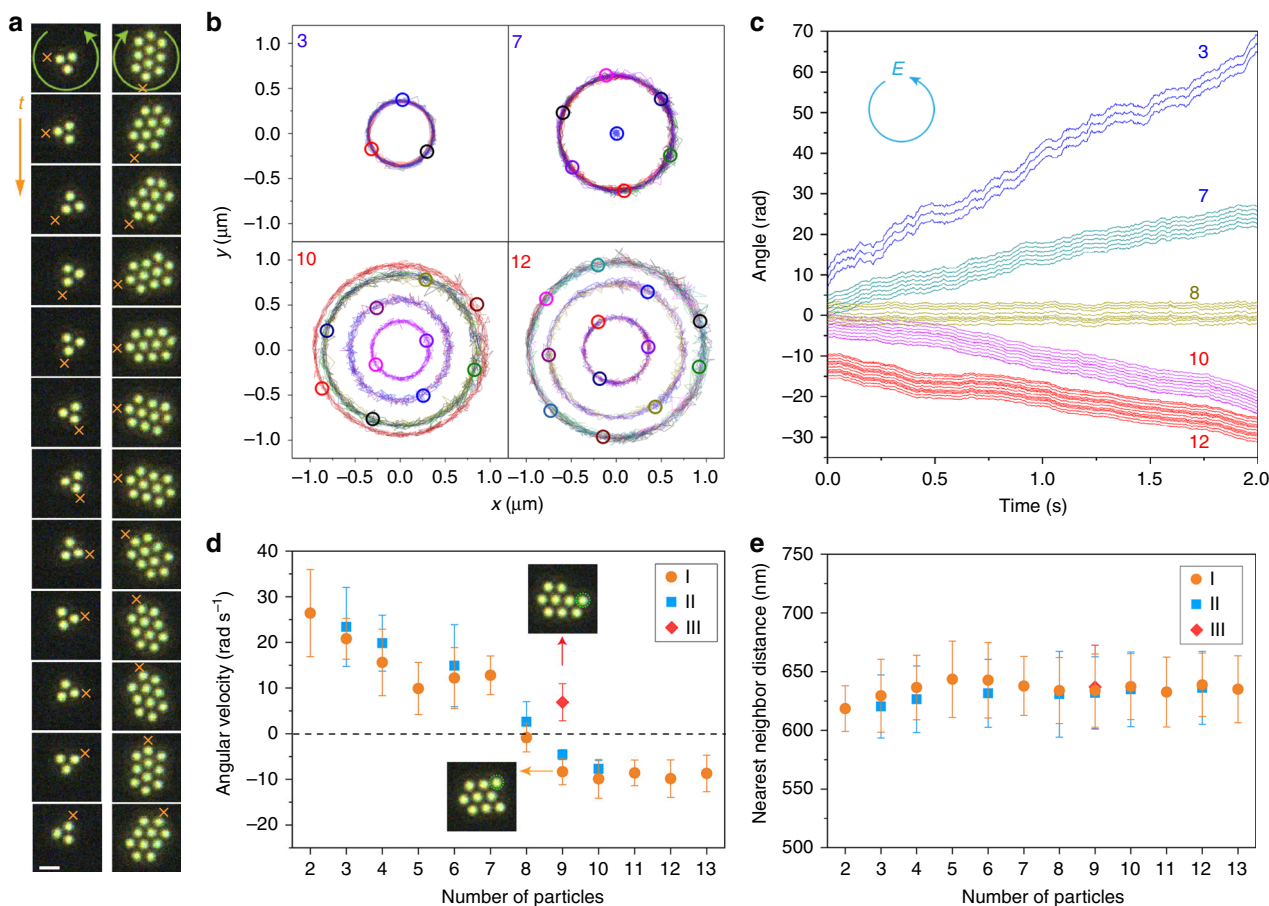 a
t
b
3
7
10
12
1.0
0.5
0.0
−0.5
−1.0
1.0
0.5
0.0
−0.5
−1.0
y (μm)
−1.0 −0.5 0.0 0.5 1.0
−1.0 −0.5 0.0 0.5 1.0
x (μm)
c
E
3
7
8
10
12
70
60
50
40
30
20
10
0
−10
−20
−30
Angle (rad)
0.0 0.5 1.0 1.5 2.0
Time (s)
d
40
30
20
10
0
−10
−20
Angular velocity (rad s−1)
I
II
III
2 3 4 5 6 7 8 9 10 11 12 13
Number of particles
e
750
700
650
600
550
500
Nearest neighbor distance (nm)
I
II
III
2 3 4 5 6 7 8 9 10 11 12 13
Number of particles